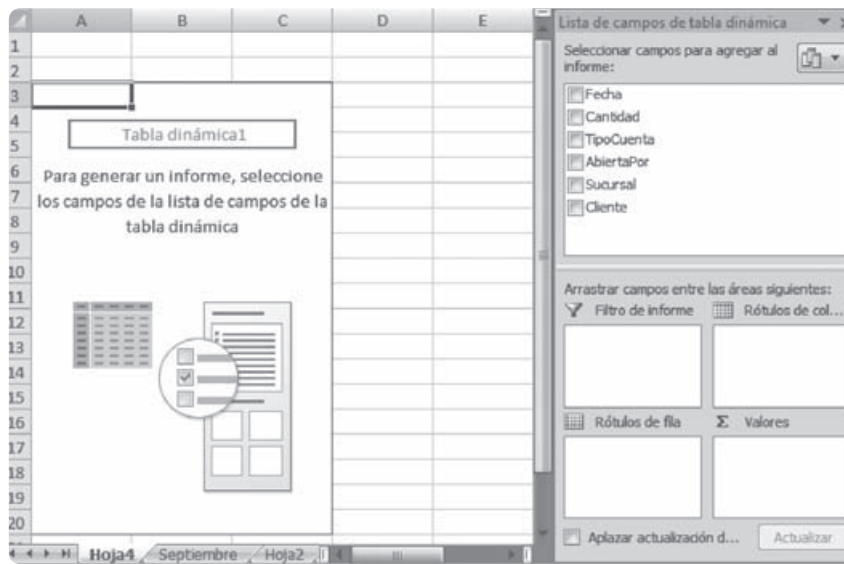 A B C D E
1
2
3
4
5
6
7
8
9
10
11
12
13
14
15
16
17
18
19
20
Tabla dinámica1
Para generar un informe, seleccione
los campos de la lista de campos de la
tabla dinámica
Hoja4 Septiembre Hoja2
Lista de campos de tabla dinámica
Seleccionar campos para agregar al
informe:
Fecha
Cantidad
TipoCuenta
AbiertaPor
Sucursal
Cliente
Arrastrar campos entre las áreas siguientes:
Filtro de informe Rótulos de col...
Rótulos de fila Σ Valores
Aplazar actualización d... Actualizar